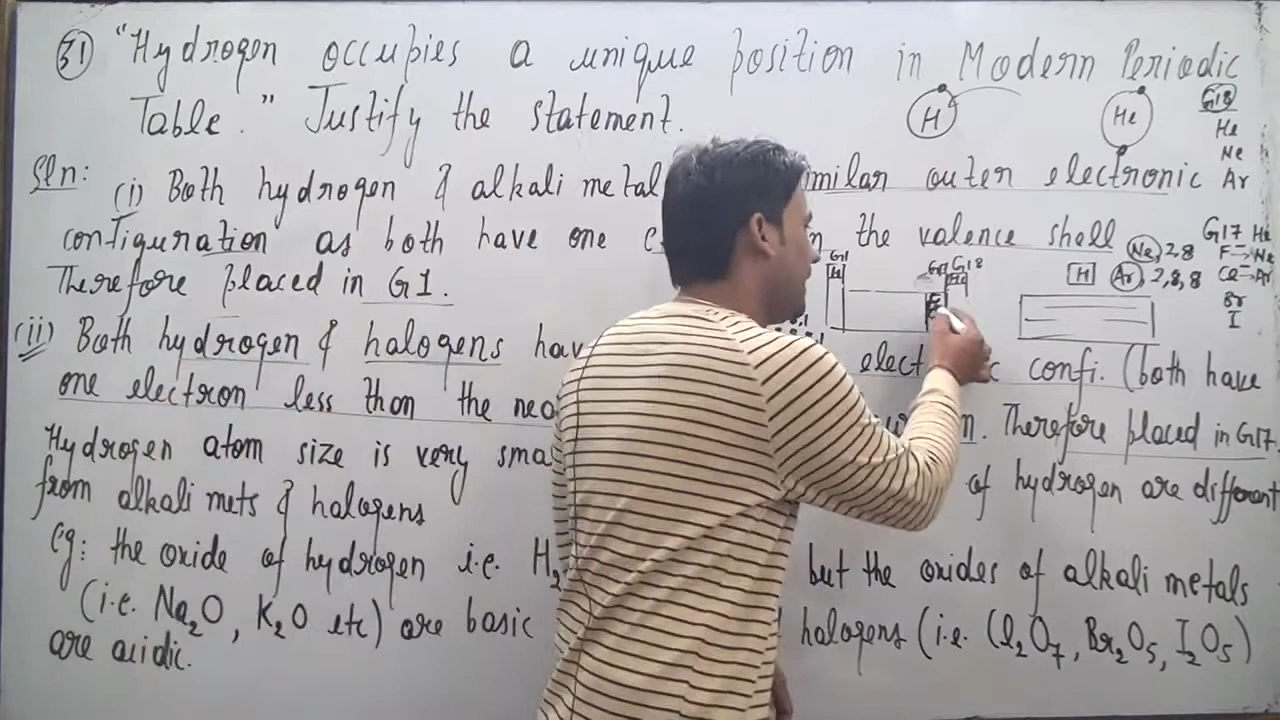 31 "Hydrogen occupies a unique position in Modern Periodic
Table." Justify the statement.
H
He
G18
He
Ne
Ar
Sln: (i) Both hydrogen & alkali metal similar outer electronic
configuration as both have one in the valence shell
Therefore placed in G1.
G1
H
G18
H
Ne, 2,8
Ar, 2,8,8
G17 He
F → Ne
Cl → Ar
Br
I
(ii) Both hydrogen & halogens hav elect c confi. (both have
one electron less than the n. Therefore placed in G17.
Hydrogen atom size is very sma of hydrogen are different
from alkali mets & halogens
eg: the oxide of hydrogen i.e. H2 but the oxides of alkali metals
(i.e. Na2O, K2O etc) are basic halogens (i.e. Cl2O7, Br2O5, I2O5)
are acidic.